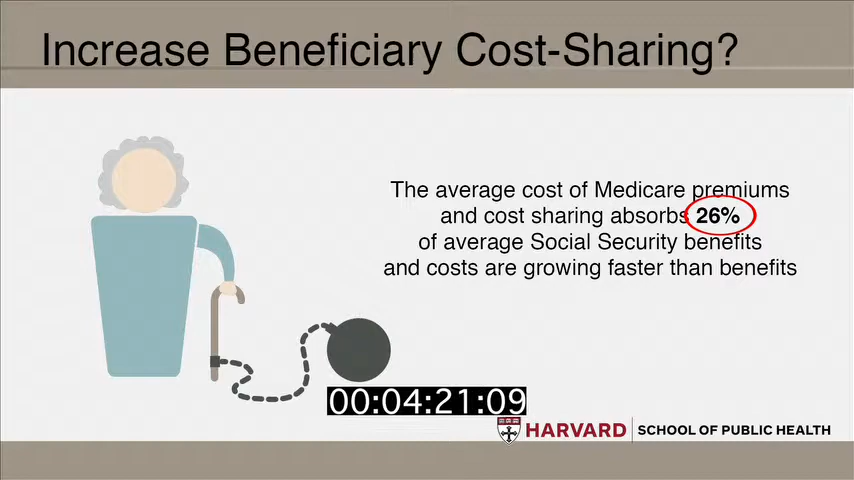 Increase Beneficiary Cost-Sharing?
The average cost of Medicare premiums
and cost sharing absorbs 26%
of average Social Security benefits
and costs are growing faster than benefits
00:04:21:09
HARVARD SCHOOL OF PUBLIC HEALTH